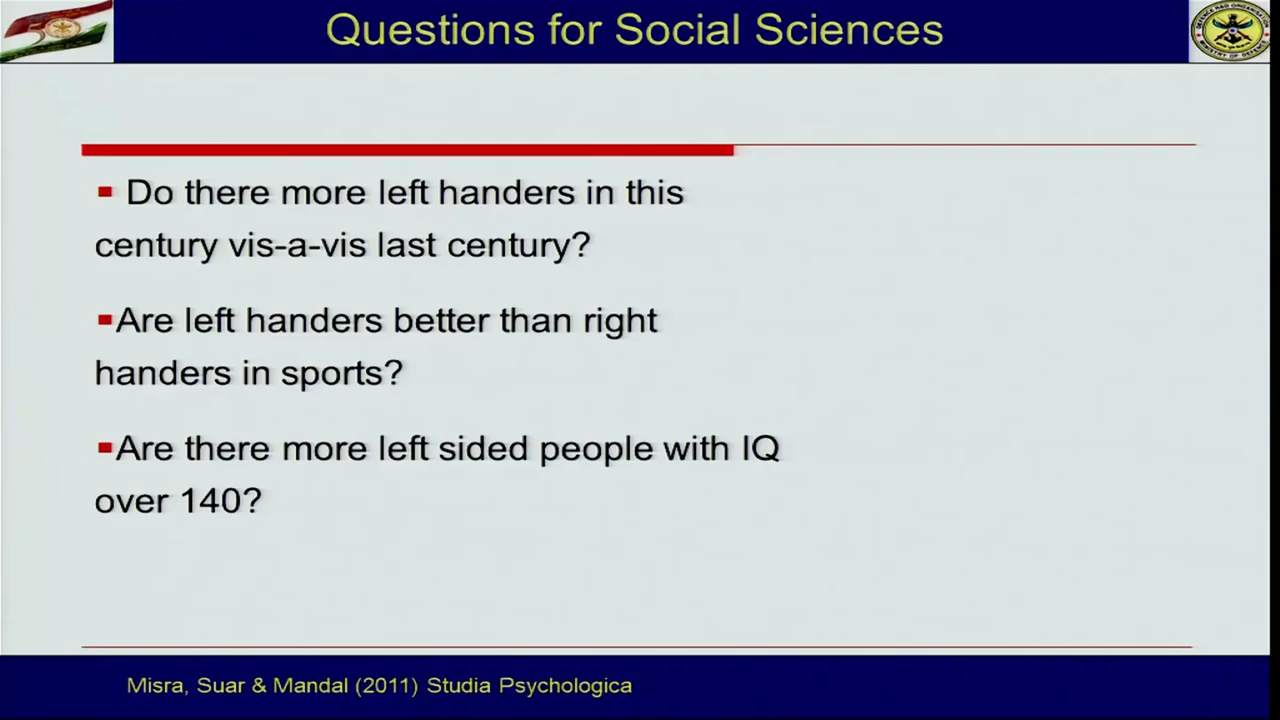 Questions for Social Sciences
▪ Do there more left handers in this
century vis-a-vis last century?
▪Are left handers better than right
handers in sports?
▪Are there more left sided people with IQ
over 140?
Misra, Suar & Mandal (2011) Studia Psychologica